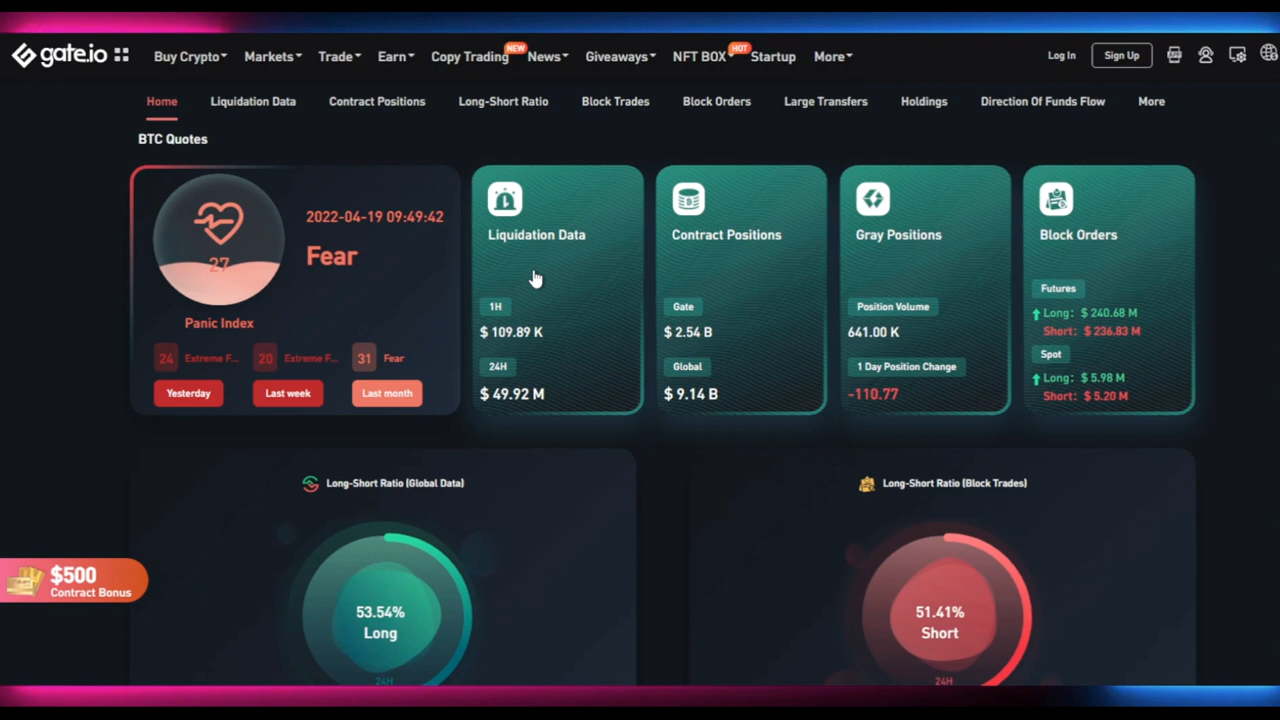 gate.io Buy Crypto Markets Trade Earn Copy Trading NEW News Giveaways NFT BOX HOT Startup More Log In Sign Up
Home Liquidation Data Contract Positions Long-Short Ratio Block Trades Block Orders Large Transfers Holdings Direction Of Funds Flow More
BTC Quotes
27
Panic Index
2022-04-19 09:49:42
Fear
24 Extreme F... 20 Extreme F... 31 Fear
Yesterday Last week Last month
Liquidation Data
1H
$ 109.89 K
24H
$ 49.92 M
Contract Positions
Gate
$ 2.54 B
Global
$ 9.14 B
Gray Positions
Position Volume
641.00 K
1 Day Position Change
-110.77
Block Orders
Futures
Long: $ 240.68 M
Short: $ 236.83 M
Spot
Long: $ 5.98 M
Short: $ 5.20 M
Long-Short Ratio (Global Data)
53.54%
Long
24H
Long-Short Ratio (Block Trades)
51.41%
Short
24H
$500
Contract Bonus